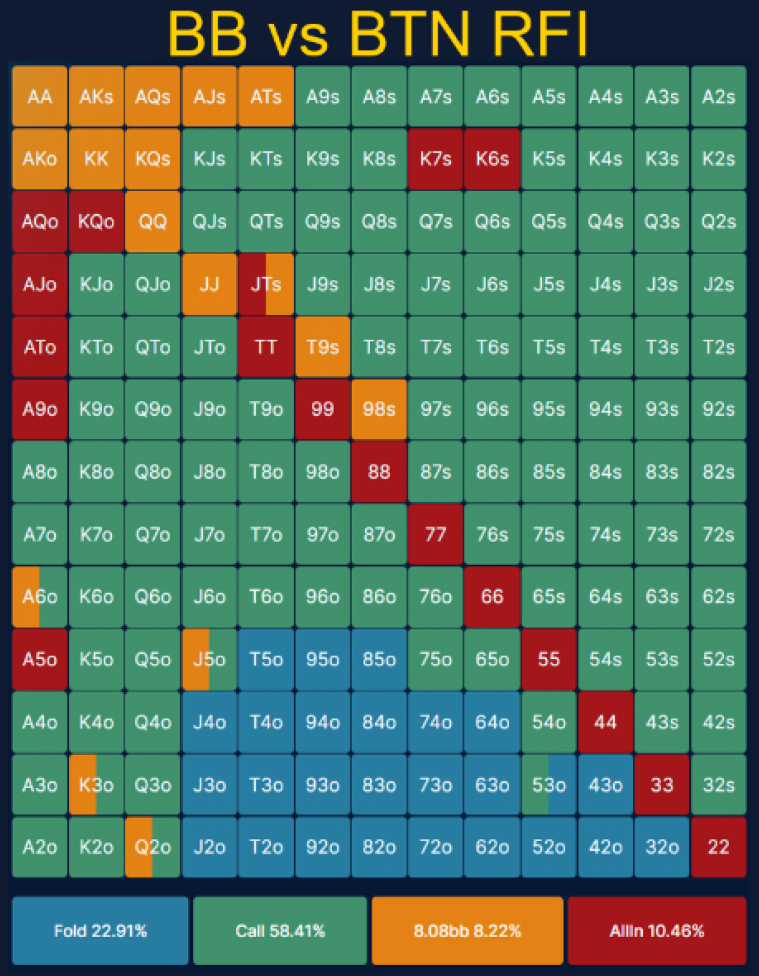 BB vs BTN RFI
AA AKs AQs AJs ATs A9s A8s A7s A6s A5s A4s A3s A2s
AKo KK KQs KJs KTs K9s K8s K7s K6s K5s K4s K3s K2s
AQo KQo QQ QJs QTs Q9s Q8s Q7s Q6s Q5s Q4s Q3s Q2s
AJo KJo QJo JJ JTs J9s J8s J7s J6s J5s J4s J3s J2s
ATo KTo QTo JTo TT T9s T8s T7s T6s T5s T4s T3s T2s
A9o K9o Q9o J9o T9o 99 98s 97s 96s 95s 94s 93s 92s
A8o K8o Q8o J8o T8o 98o 88 87s 86s 85s 84s 83s 82s
A7o K7o Q7o J7o T7o 97o 87o 77 76s 75s 74s 73s 72s
A6o K6o Q6o J6o T6o 96o 86o 76o 66 65s 64s 63s 62s
A5o K5o Q5o J5o T5o 95o 85o 75o 65o 55 54s 53s 52s
A4o K4o Q4o J4o T4o 94o 84o 74o 64o 54o 44 43s 42s
A3o K3o Q3o J3o T3o 93o 83o 73o 63o 53o 43o 33 32s
A2o K2o Q2o J2o T2o 92o 82o 72o 62o 52o 42o 32o 22
Fold 22.91% Call 58.41% 8.08bb 8.22% AllIn 10.46%